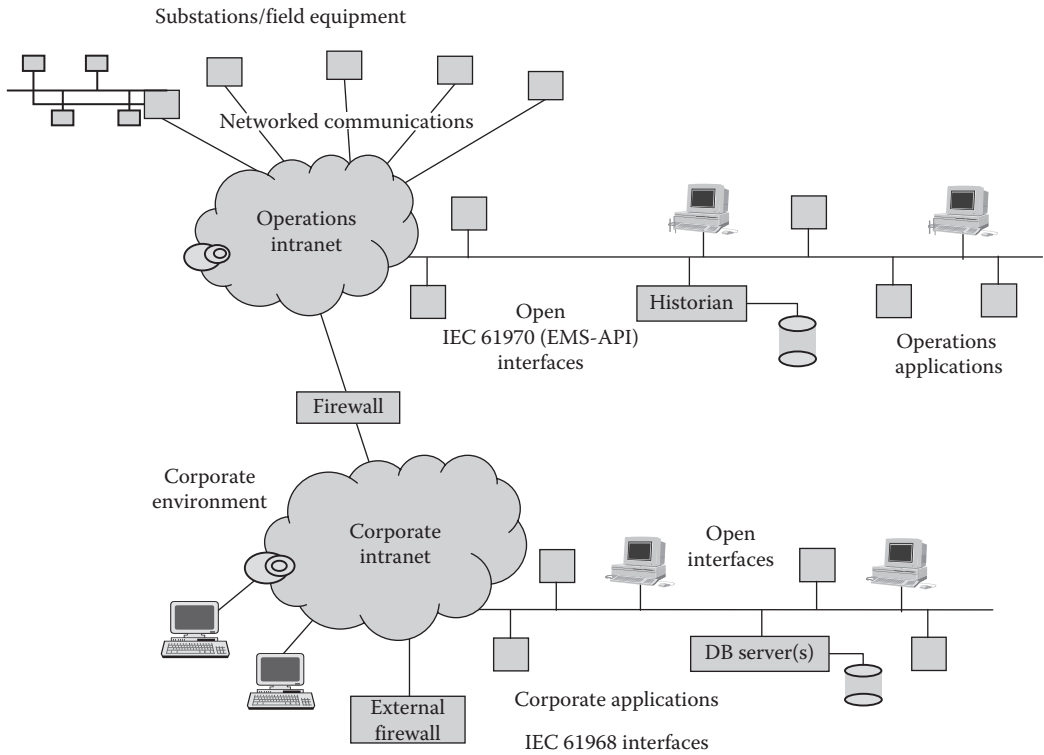 Substations/field equipment
Networked communications
Operations
intranet
Open
IEC 61970 (EMS-API)
interfaces
Historian
Operations
applications
Firewall
Corporate
environment
Corporate
intranet
Open
interfaces
DB server(s)
External
firewall
Corporate applications
IEC 61968 interfaces